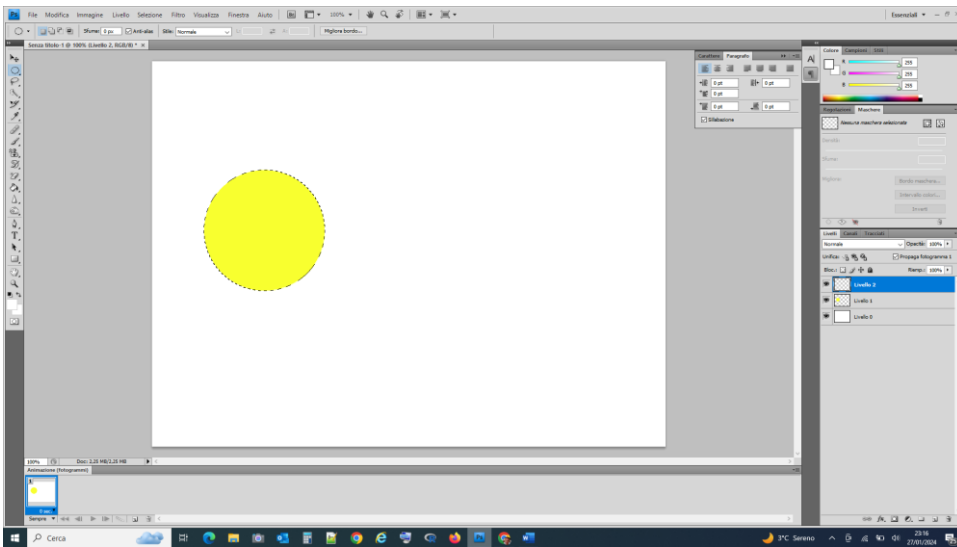 Ps File Modifica Immagine Livello Selezione Filtro Visualizza Finestra Aiuto Br 100% Essenziali
Sfuma: 0 px Anti-alias Stile: Normale Migliora bordo...
Senza titolo-1 @ 100% (Livello 2, RGB/8) * ×
Carattere Paragrafo
0 pt 0 pt
0 pt
0 pt 0 pt
Sillabazione
Colore Campioni Stili
R 255
G 255
B 255
Regolazioni Maschere
Nessuna maschera selezionata
Densità:
Sfuma:
Migliora: Bordo maschera...
Intervallo colori...
Inverti
Livelli Canali Tracciati
Normale Opacità: 100%
Unifica: Propaga fotogramma 1
Bloc.: Riemp.: 100%
Livello 2
Livello 1
Livello 0
100% Doc: 2,25 MB/2,25 MB
Animazione (fotogrammi)
1
0 sec.
Sempre
Cerca
3°C Sereno
23:16
27/01/2024